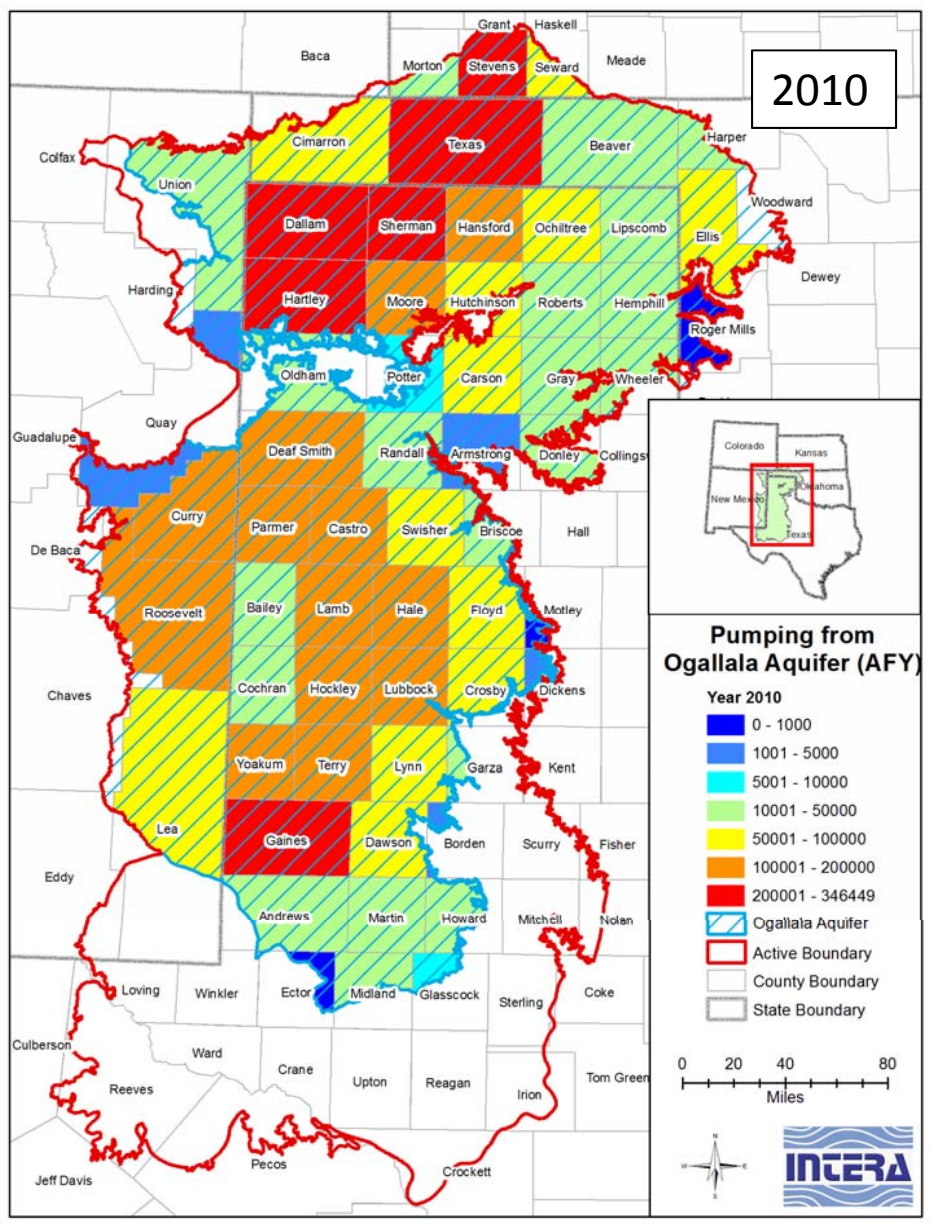 Grant Haskell
Baca
Morton Stevens Seward Meade
2010
Cimarron Texas Beaver Harper
Colfax
Union
Woodward
Dallam Sherman Hansford Ochiltree Lipscomb
Ellis
Dewey
Harding
Hartley Moore Hutchinson Roberts Hemphill
Roger Mills
Oldham Potter Carson Gray Wheeler
Quay
Guadalupe
Deaf Smith Randall Armstrong Donley Collings
Curry Parmer Castro Swisher Briscoe Hall
De Baca
Roosevelt Bailey Lamb Hale Floyd Motley
Chaves
Cochran Hockley Lubbock Crosby Dickens
Yoakum Terry Lynn Garza Kent
Lea Gaines Dawson Borden Scurry Fisher
Eddy
Andrews Martin Howard Mitchell Nolan
Loving Winkler Ector Midland Glasscock Sterling Coke
Culberson
Ward
Reeves Crane Upton Reagan Irion Tom Green
Pecos Crockett
Jeff Davis
Colorado Kansas
New Mexico Oklahoma
Texas
Pumping from
Ogallala Aquifer (AFY)
Year 2010
0 - 1000
1001 - 5000
5001 - 10000
10001 - 50000
50001 - 100000
100001 - 200000
200001 - 346449
Ogallala Aquifer
Active Boundary
County Boundary
State Boundary
0 20 40 80
Miles
N
W E
S
INTERA